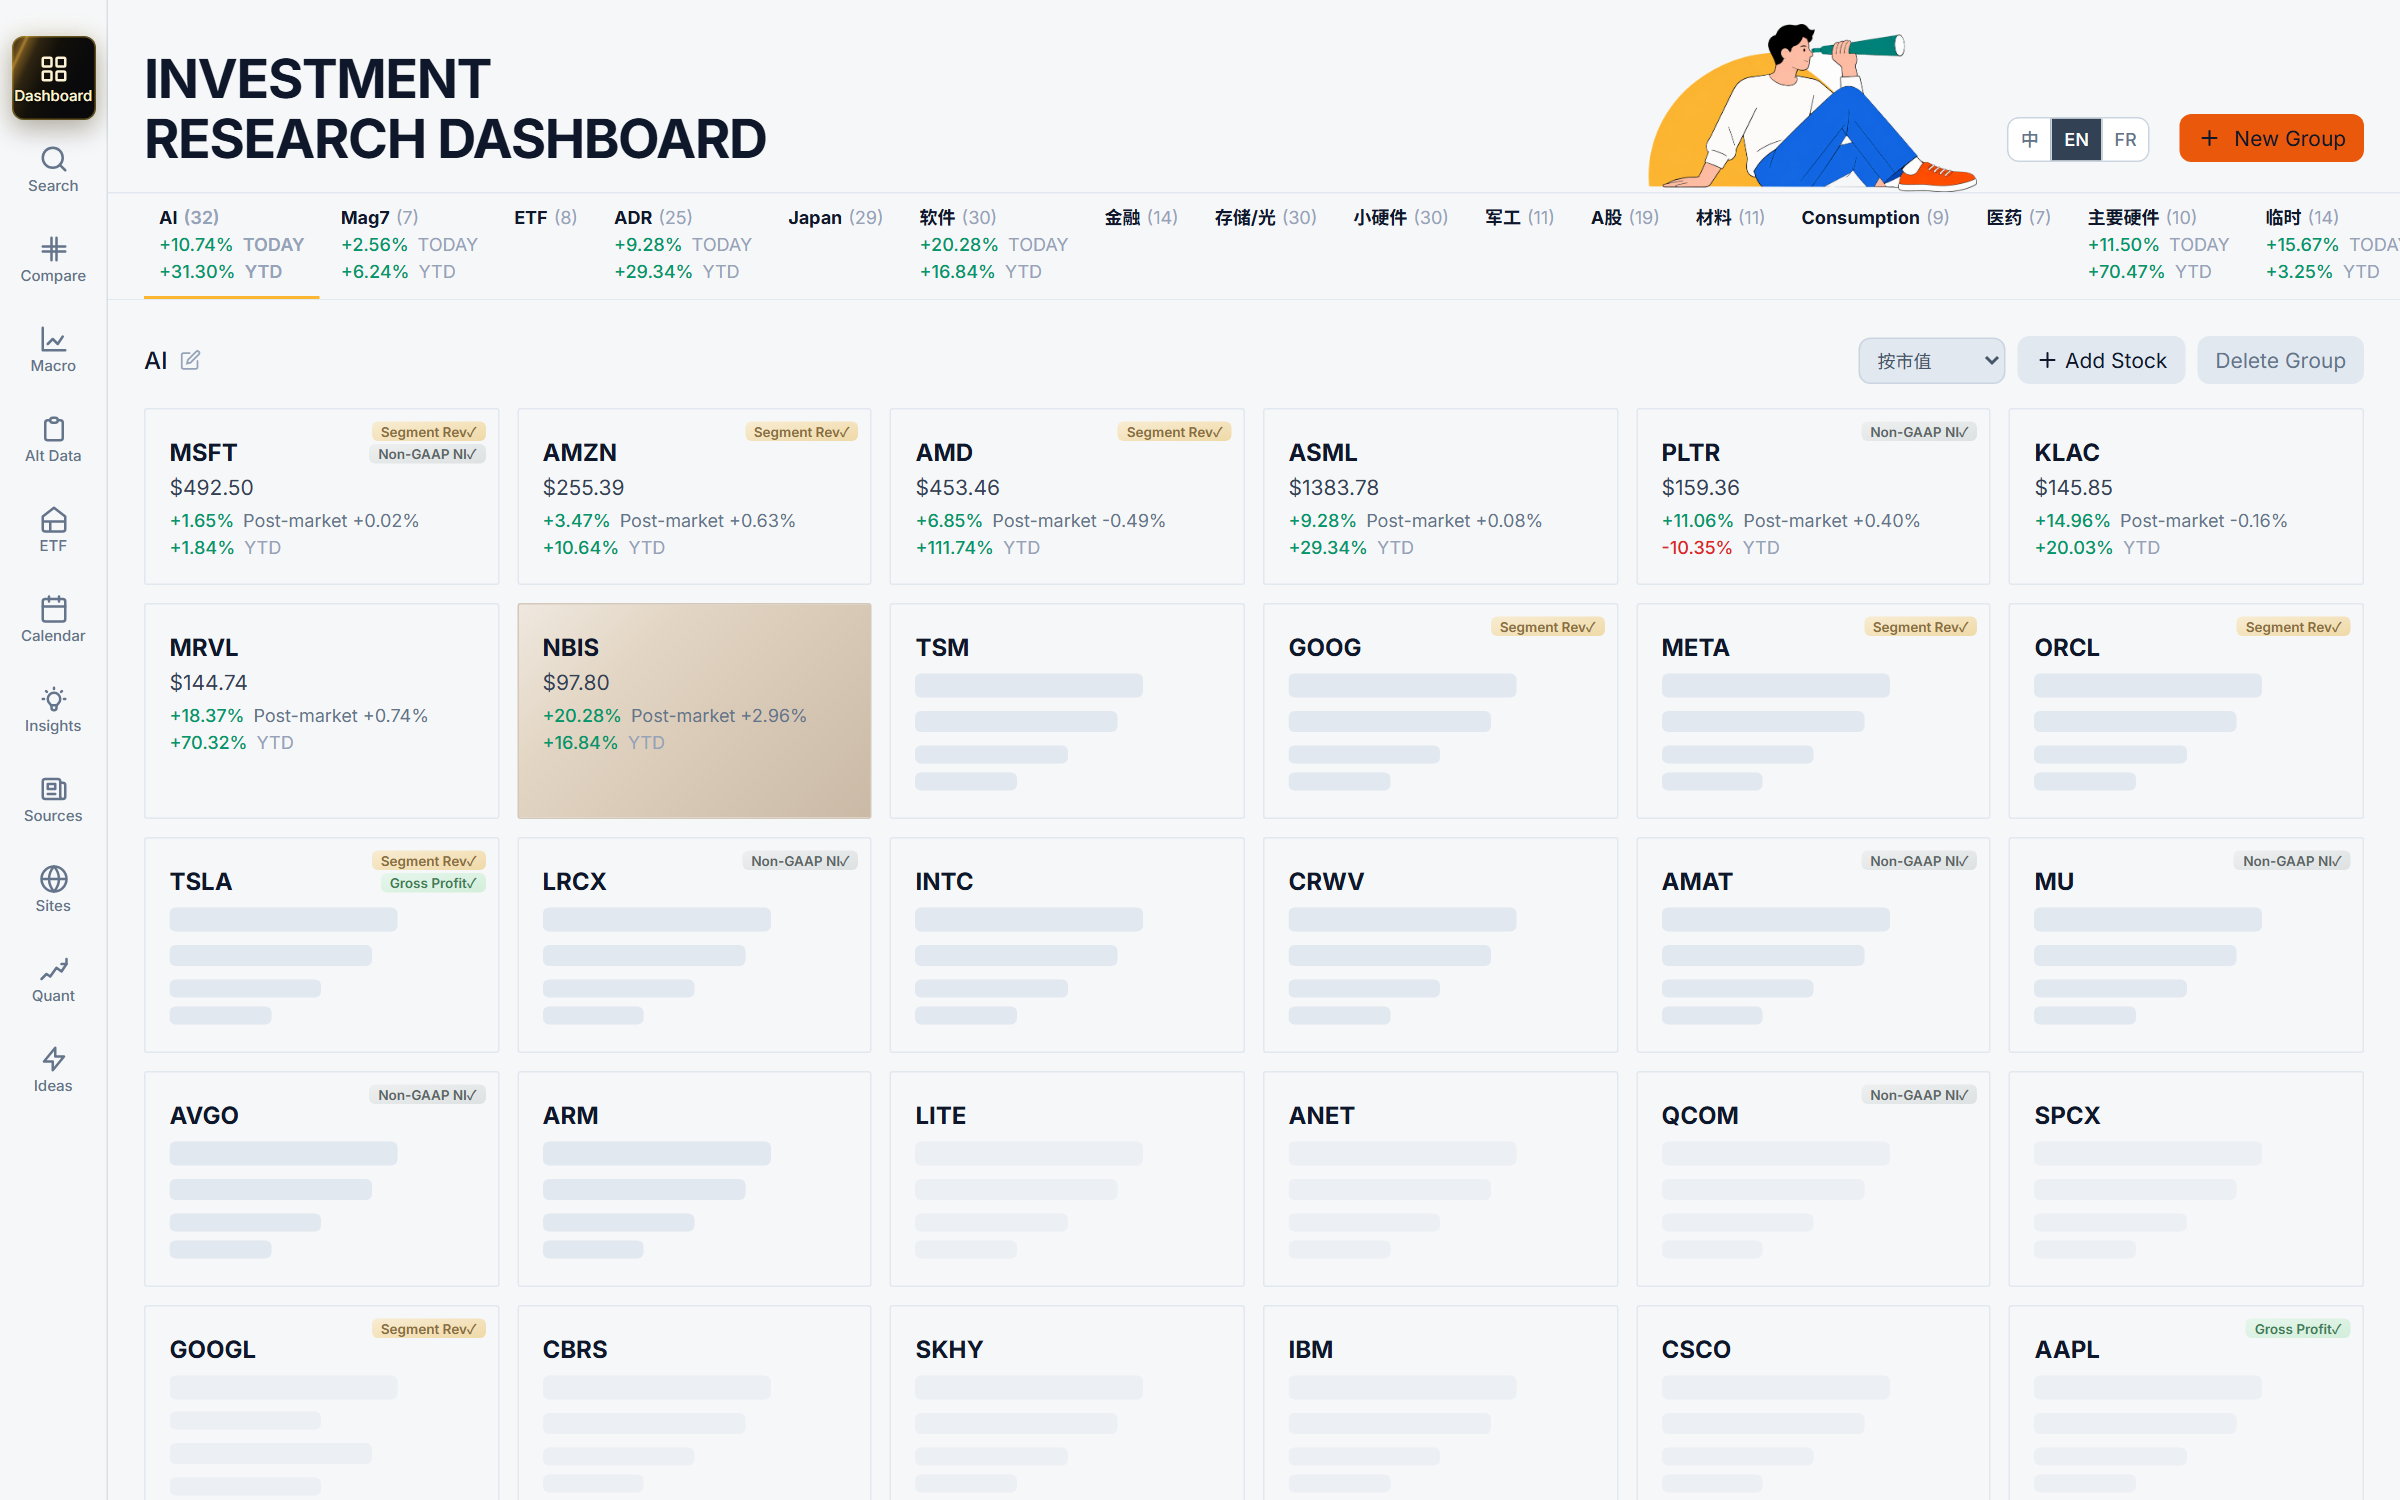 Dashboard
Search
Compare
Macro
Alt Data
ETF
Calendar
Insights
Sources
Sites
Quant
Ideas
INVESTMENT
RESEARCH DASHBOARD
中 EN FR
+ New Group
AI (32)
+10.74% TODAY
+31.30% YTD
Mag7 (7)
+2.56% TODAY
+6.24% YTD
ETF (8)
ADR (25)
+9.28% TODAY
+29.34% YTD
Japan (29)
软件 (30)
+20.28% TODAY
+16.84% YTD
金融 (14)
存储/光 (30)
小硬件 (30)
军工 (11)
A股 (19)
材料 (11)
Consumption (9)
医药 (7)
主要硬件 (10)
+11.50% TODAY
+70.47% YTD
临时 (14)
+15.67% TODA
+3.25% YTD
AI
按市值
+ Add Stock
Delete Group
Segment Rev✓
Non-GAAP NI✓
MSFT
$492.50
+1.65% Post-market +0.02%
+1.84% YTD
Segment Rev✓
AMZN
$255.39
+3.47% Post-market +0.63%
+10.64% YTD
Segment Rev✓
AMD
$453.46
+6.85% Post-market -0.49%
+111.74% YTD
ASML
$1383.78
+9.28% Post-market +0.08%
+29.34% YTD
Non-GAAP NI✓
PLTR
$159.36
+11.06% Post-market +0.40%
-10.35% YTD
KLAC
$145.85
+14.96% Post-market -0.16%
+20.03% YTD
MRVL
$144.74
+18.37% Post-market +0.74%
+70.32% YTD
NBIS
$97.80
+20.28% Post-market +2.96%
+16.84% YTD
TSM
Segment Rev✓
GOOG
Segment Rev✓
META
Segment Rev✓
ORCL
Segment Rev✓
Gross Profit✓
TSLA
Non-GAAP NI✓
LRCX
INTC
CRWV
Non-GAAP NI✓
AMAT
Non-GAAP NI✓
MU
Non-GAAP NI✓
AVGO
ARM
LITE
ANET
Non-GAAP NI✓
QCOM
SPCX
Segment Rev✓
GOOGL
CBRS
SKHY
IBM
CSCO
Gross Profit✓
AAPL